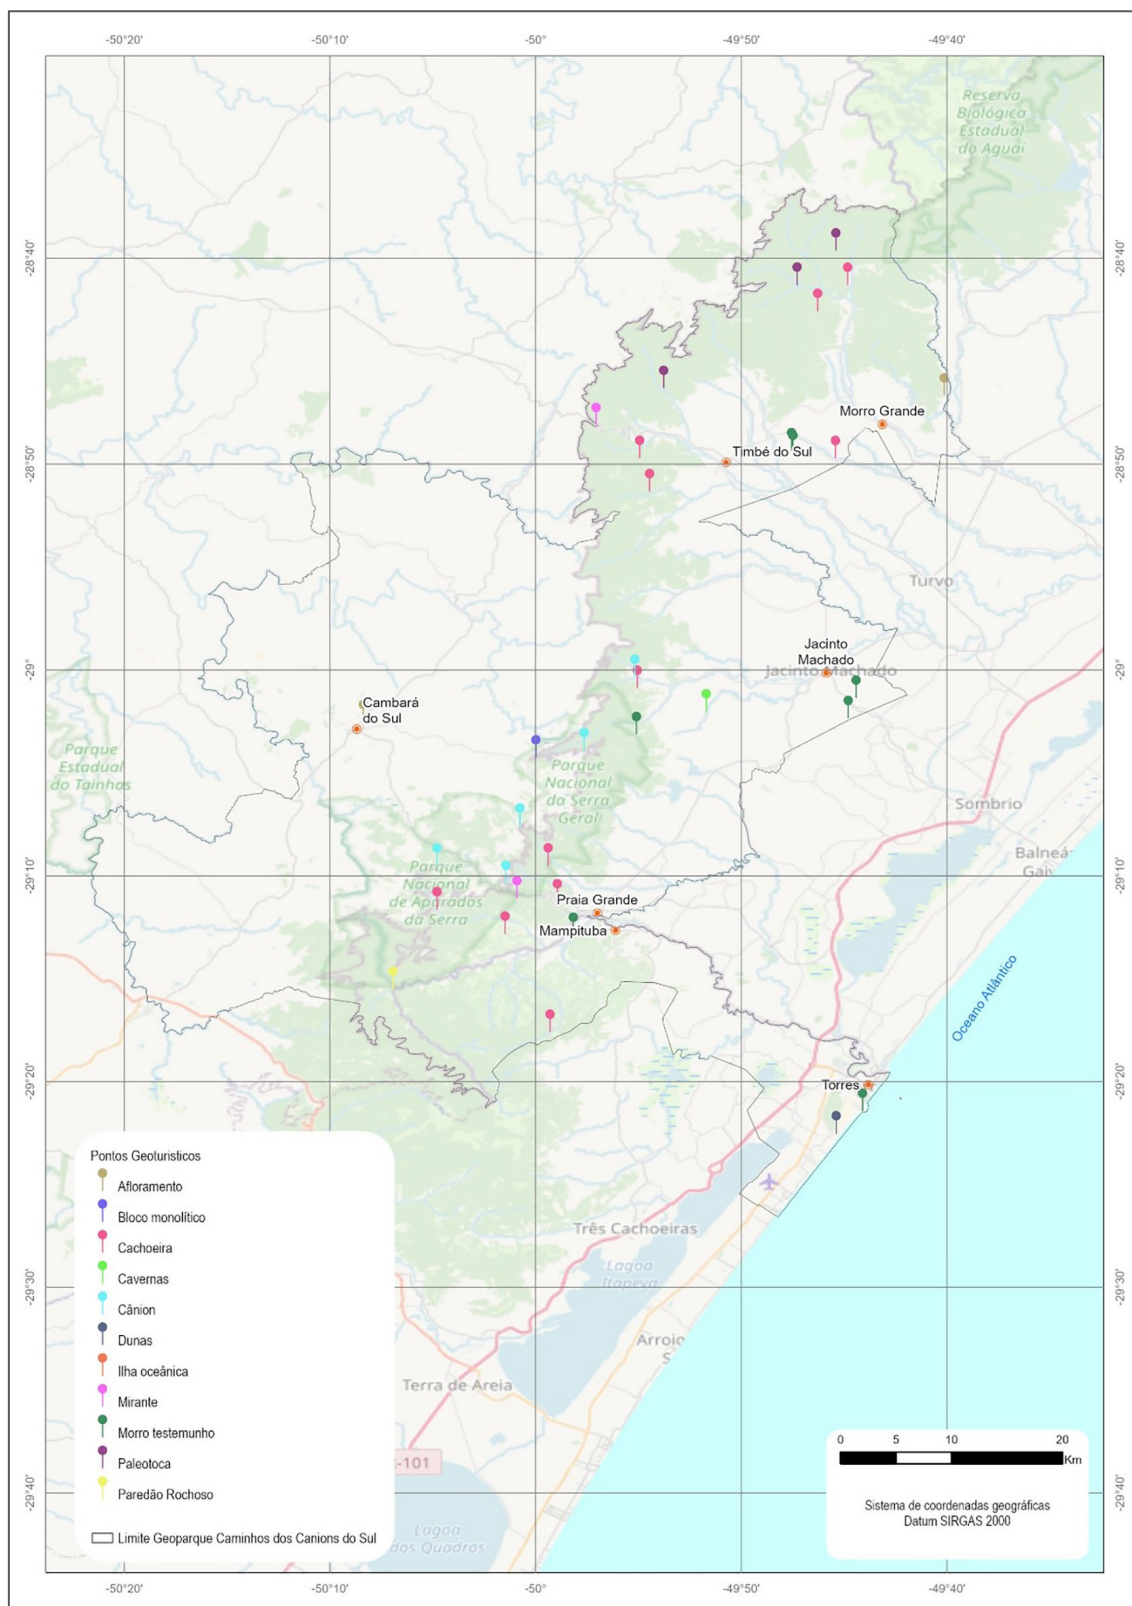 -50°20'
-50°10'
-50°
-49°50'
-49°40'
Reserva
Biológica
Estadual
do Aguaí
-28°40'
-28°40'
Morro Grande
Timbé do Sul
-28°50'
-28°50'
Turvo
Jacinto
Machado
Jacinto Machado
-29°
-29°
Cambará
do Sul
Parque
Estadual
do Tainhas
Parque
Nacional
da Serra
Geral
Sombrio
Balneá
Gai
-29°10'
-29°10'
Parque
Nacional
de Aparados
da Serra
Praia Grande
Mampituba
Oceano Atlântico
-29°20'
-29°20'
Torres
Pontos Geoturisticos
Afloramento
Bloco monolítico
Cachoeira
Cavernas
Cânion
Dunas
Ilha oceânica
Mirante
Morro testemunho
Paleotoca
Paredão Rochoso
Limite Geoparque Caminhos dos Canions do Sul
Três Cachoeiras
Lagoa
Itapeva
-29°30'
-29°30'
Arroio
S
Terra de Areia
-101
Lagoa
dos Quadros
0 5 10 20
Km
Sistema de coordenadas geográficas
Datum SIRGAS 2000
-29°40'
-29°40'
-50°20'
-50°10'
-50°
-49°50'
-49°40'